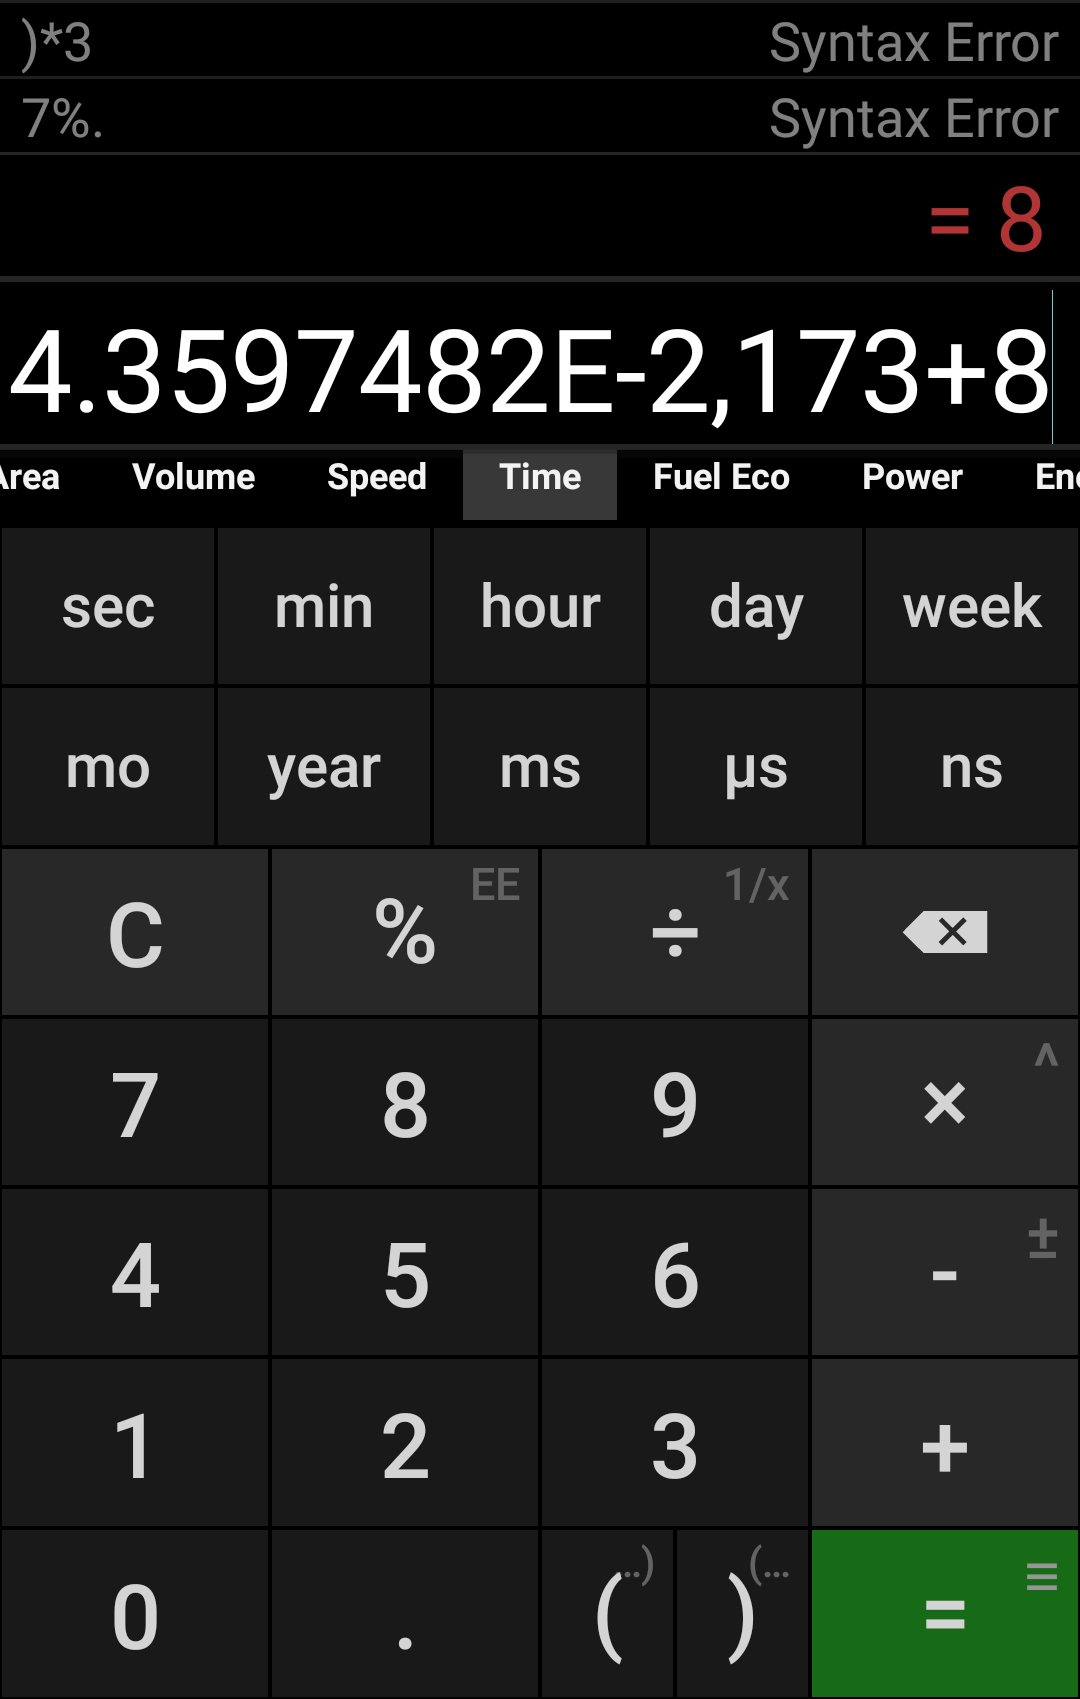 )*3 Syntax Error
7%. Syntax Error
= 8
4.3597482E-2,173+8
Area Volume Speed Time Fuel Eco Power Ene
sec min hour day week
mo year ms µs ns
C % EE ÷ 1/x
7 8 9 × ^
4 5 6 - ±
1 2 3 +
0 . ( ..) ) (... =